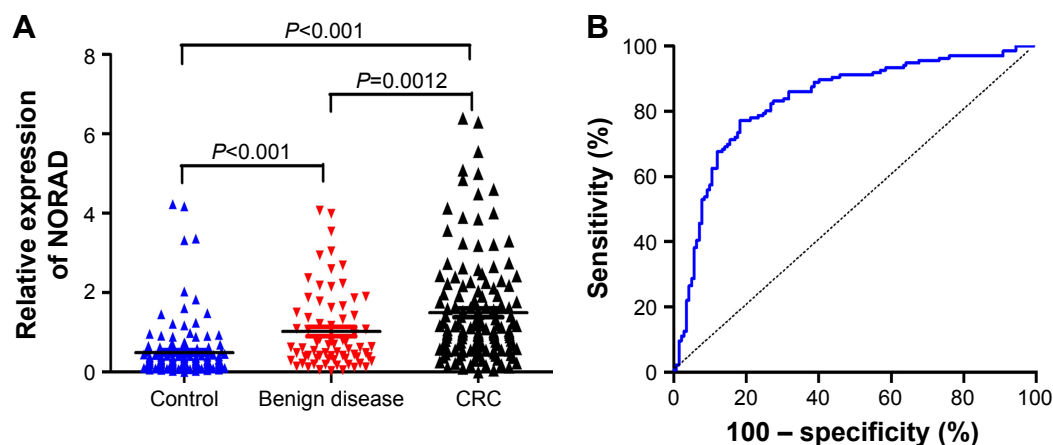 A
Relative expression
of NORAD
8
6
4
2
0
P<0.001
P=0.0012
P<0.001
Control
Benign disease
CRC
B
Sensitivity (%)
100
80
60
40
20
0
0
20
40
60
80
100
100 – specificity (%)